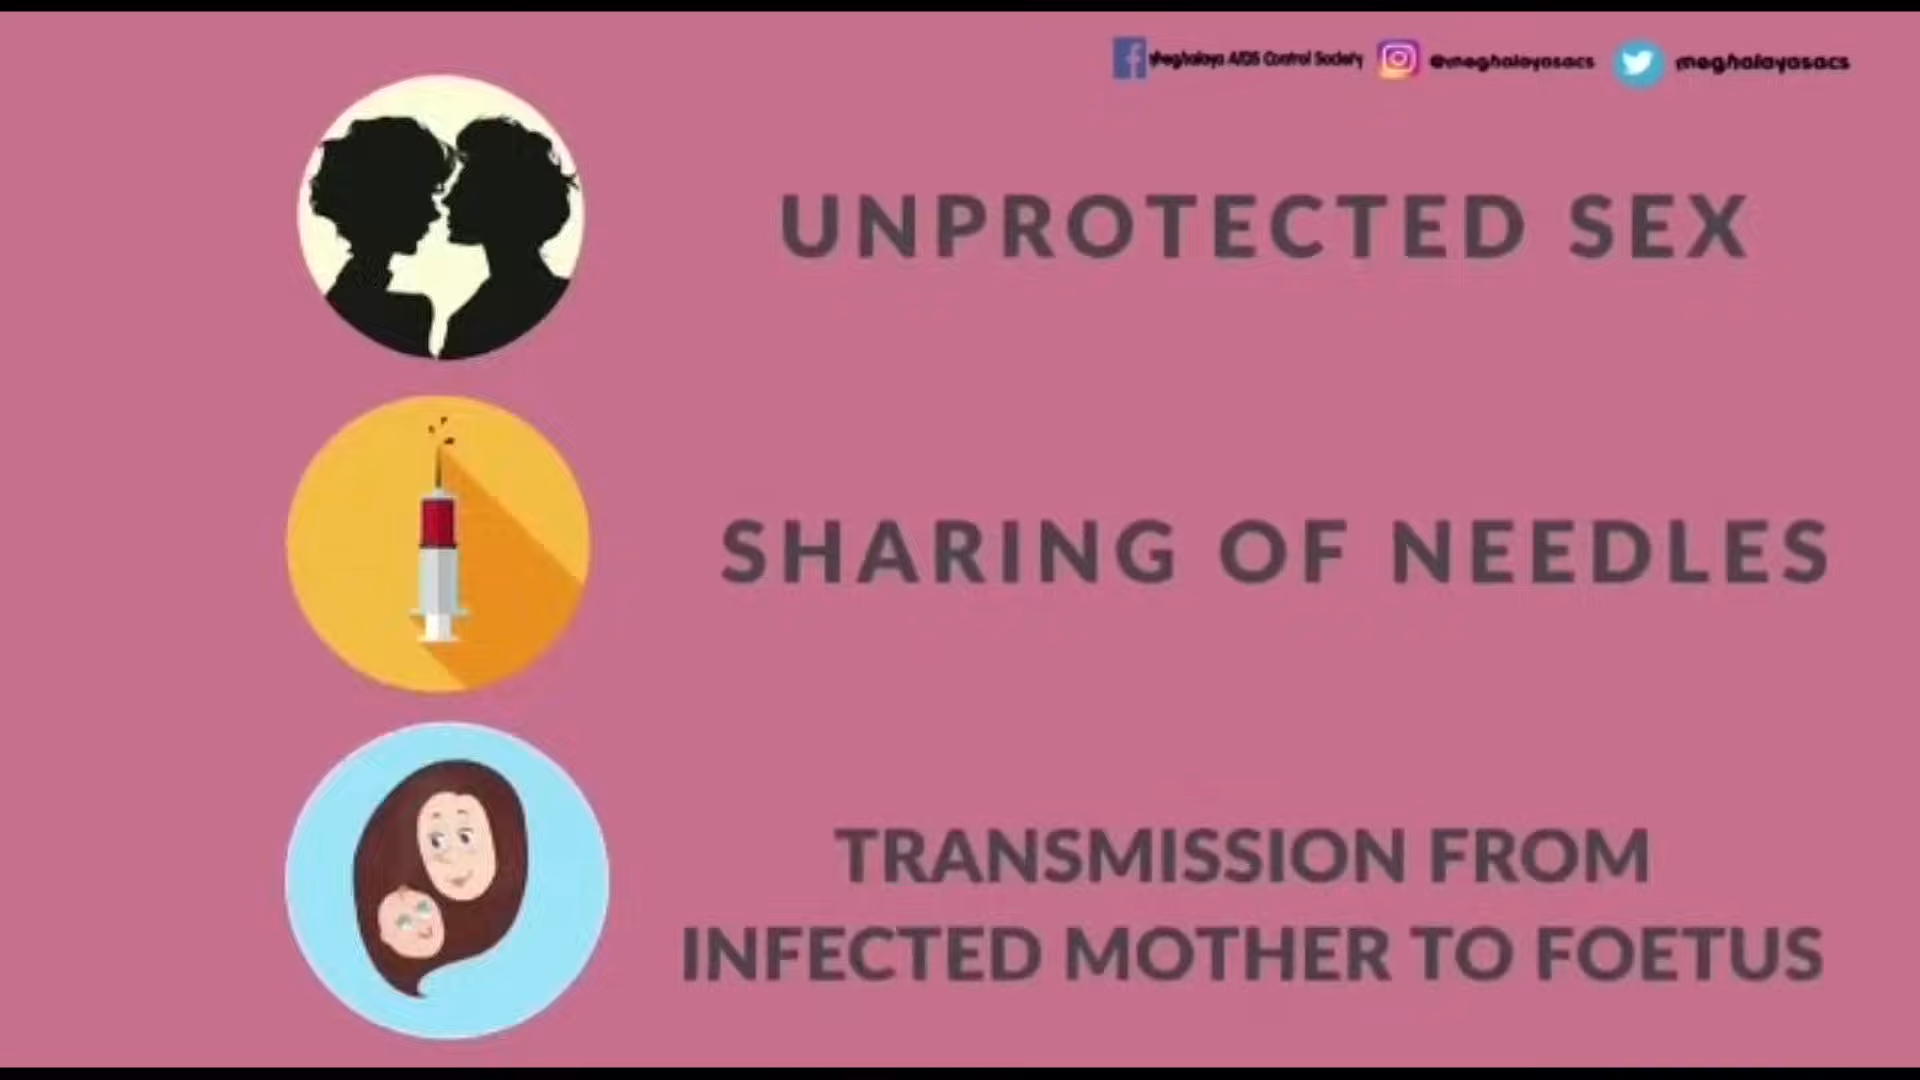 Meghalaya AIDS Control Society @meghalayasacs meghalayasacs
UNPROTECTED SEX
SHARING OF NEEDLES
TRANSMISSION FROM
INFECTED MOTHER TO FOETUS